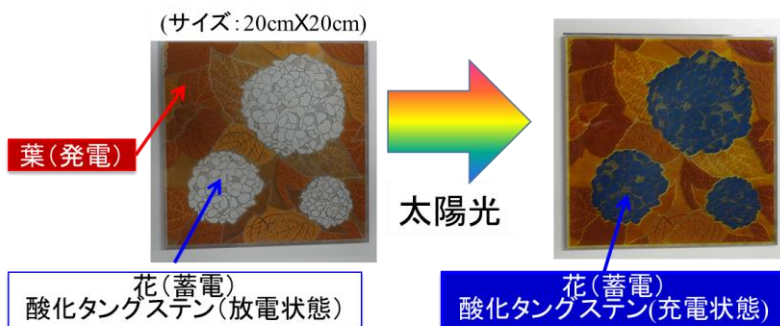 (サイズ:20cmX20cm)
葉(発電)
太陽光
花(蓄電)
酸化タングステン(放電状態)
花(蓄電)
酸化タングステン(充電状態)